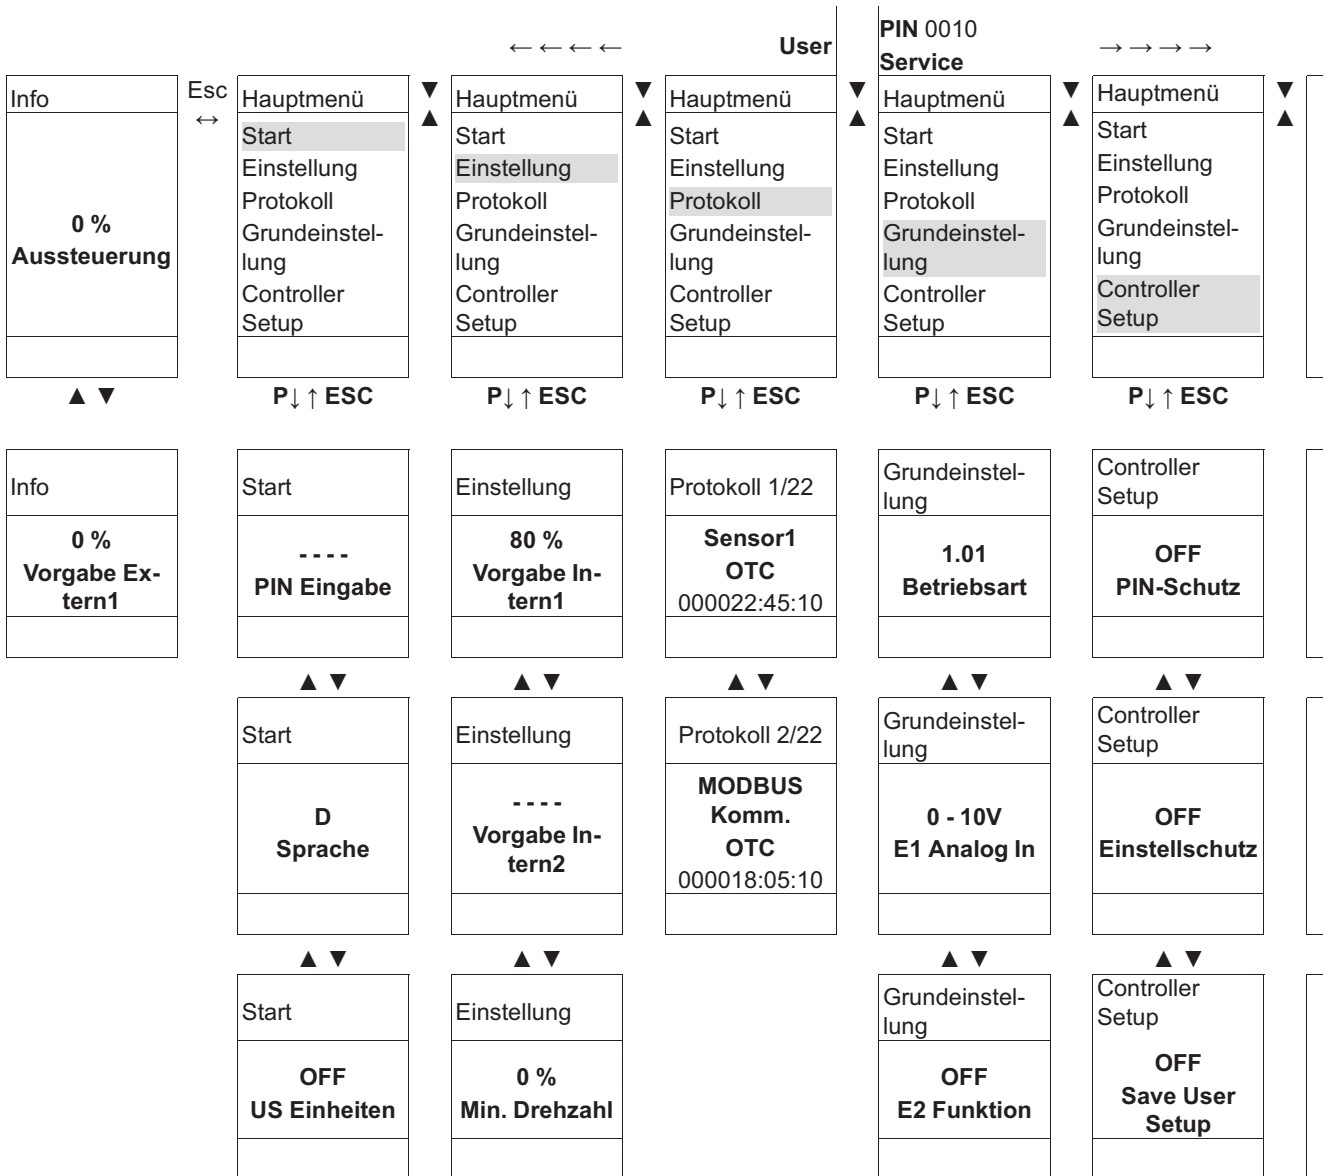 ← ← ← ← User
PIN 0010
Service → → → →
Info
0 %
Aussteuerung
▲ ▼
Esc
↔
Hauptmenü
Start
Einstellung
Protokoll
Grundeinstel-
lung
Controller
Setup
P↓ ↑ ESC
▼
▲
Hauptmenü
Start
Einstellung
Protokoll
Grundeinstel-
lung
Controller
Setup
P↓ ↑ ESC
▼
▲
Hauptmenü
Start
Einstellung
Protokoll
Grundeinstel-
lung
Controller
Setup
P↓ ↑ ESC
▼
▲
Hauptmenü
Start
Einstellung
Protokoll
Grundeinstel-
lung
Controller
Setup
P↓ ↑ ESC
▼
▲
Hauptmenü
Start
Einstellung
Protokoll
Grundeinstel-
lung
Controller
Setup
P↓ ↑ ESC
▼
▲
Info
0 %
Vorgabe Ex-
tern1
Start
- - - -
PIN Eingabe
▲ ▼
Einstellung
80 %
Vorgabe In-
tern1
▲ ▼
Protokoll 1/22
Sensor1
OTC
000022:45:10
▲ ▼
Grundeinstel-
lung
1.01
Betriebsart
▲ ▼
Controller
Setup
OFF
PIN-Schutz
▲ ▼
Start
D
Sprache
▲ ▼
Einstellung
- - - -
Vorgabe In-
tern2
▲ ▼
Protokoll 2/22
MODBUS
Komm.
OTC
000018:05:10
Grundeinstel-
lung
0 - 10V
E1 Analog In
▲ ▼
Controller
Setup
OFF
Einstellschutz
▲ ▼
Start
OFF
US Einheiten
Einstellung
0 %
Min. Drehzahl
Grundeinstel-
lung
OFF
E2 Funktion
Controller
Setup
OFF
Save User
Setup